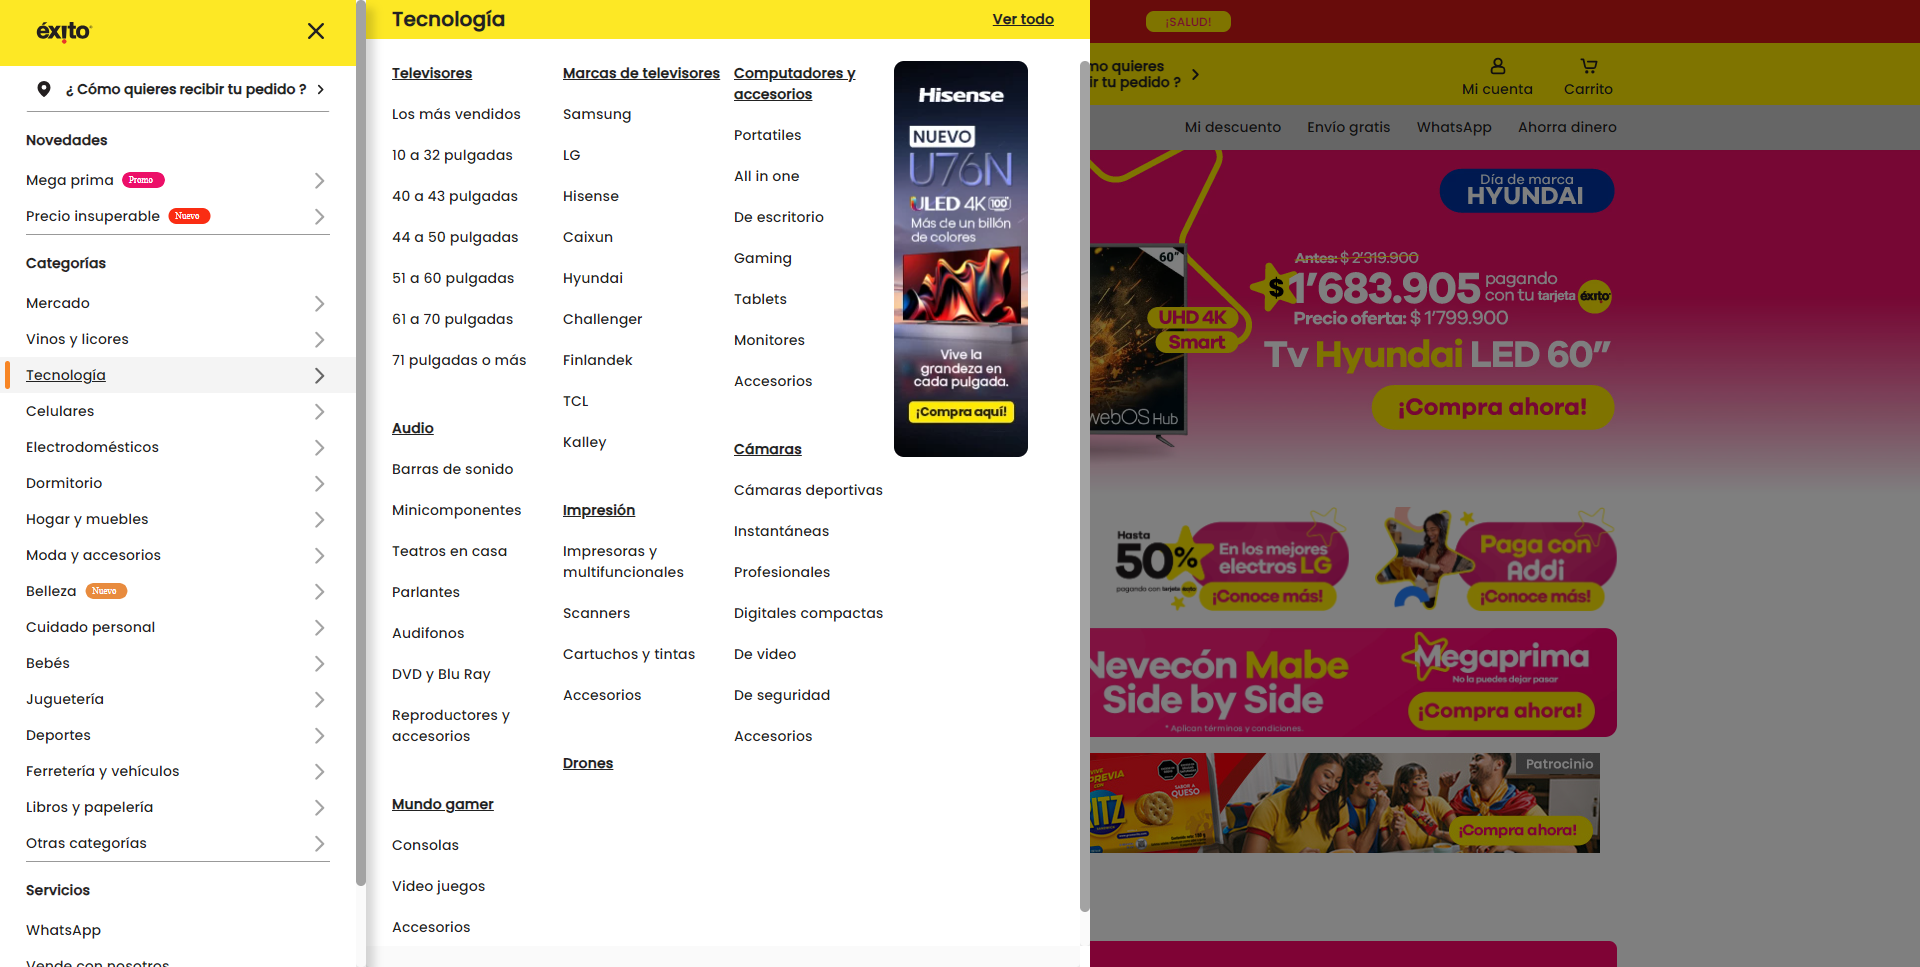 éxito
¿ Cómo quieres recibir tu pedido ?
Novedades
Mega prima Promo
Precio insuperable Nuevo
Categorías
Mercado
Vinos y licores
Tecnología
Celulares
Electrodomésticos
Dormitorio
Hogar y muebles
Moda y accesorios
Belleza Nuevo
Cuidado personal
Bebés
Juguetería
Deportes
Ferretería y vehículos
Libros y papelería
Otras categorías
Servicios
WhatsApp
Vende con nosotros
Tecnología
Ver todo
Televisores
Los más vendidos
10 a 32 pulgadas
40 a 43 pulgadas
44 a 50 pulgadas
51 a 60 pulgadas
61 a 70 pulgadas
71 pulgadas o más
Audio
Barras de sonido
Minicomponentes
Teatros en casa
Parlantes
Audifonos
DVD y Blu Ray
Reproductores y
accesorios
Mundo gamer
Consolas
Video juegos
Accesorios
Marcas de televisores
Samsung
LG
Hisense
Caixun
Hyundai
Challenger
Finlandek
TCL
Kalley
Impresión
Impresoras y
multifuncionales
Scanners
Cartuchos y tintas
Accesorios
Drones
Computadores y
accesorios
Portatiles
All in one
De escritorio
Gaming
Tablets
Monitores
Accesorios
Cámaras
Cámaras deportivas
Instantáneas
Profesionales
Digitales compactas
De video
De seguridad
Accesorios
Hisense
NUEVO
U76N
ULED 4K 100"
Más de un billón
de colores
Vive la
grandeza en
cada pulgada.
¡Compra aquí!
¡SALUD!
no quieres
ir tu pedido ?
Mi cuenta
Carrito
Mi descuento
Envío gratis
WhatsApp
Ahorra dinero
Día de marca
HYUNDAI
60"
webOS Hub
UHD 4K
Smart
Antes: $ 2'319.900
$ 1'683.905 pagando
con tu tarjeta éxito
Precio oferta: $ 1'799.900
Tv Hyundai LED 60"
¡Compra ahora!
Hasta
50%
pagando con tarjeta éxito
En los mejores
electros LG
¡Conoce más!
Paga con
Addi
¡Conoce más!
Nevecón Mabe
Side by Side
* Aplican términos y condiciones.
Megaprima
No la puedes dejar pasar
¡Compra ahora!
RITZ
SABOR A
QUESO
Patrocinio
¡Compra ahora!